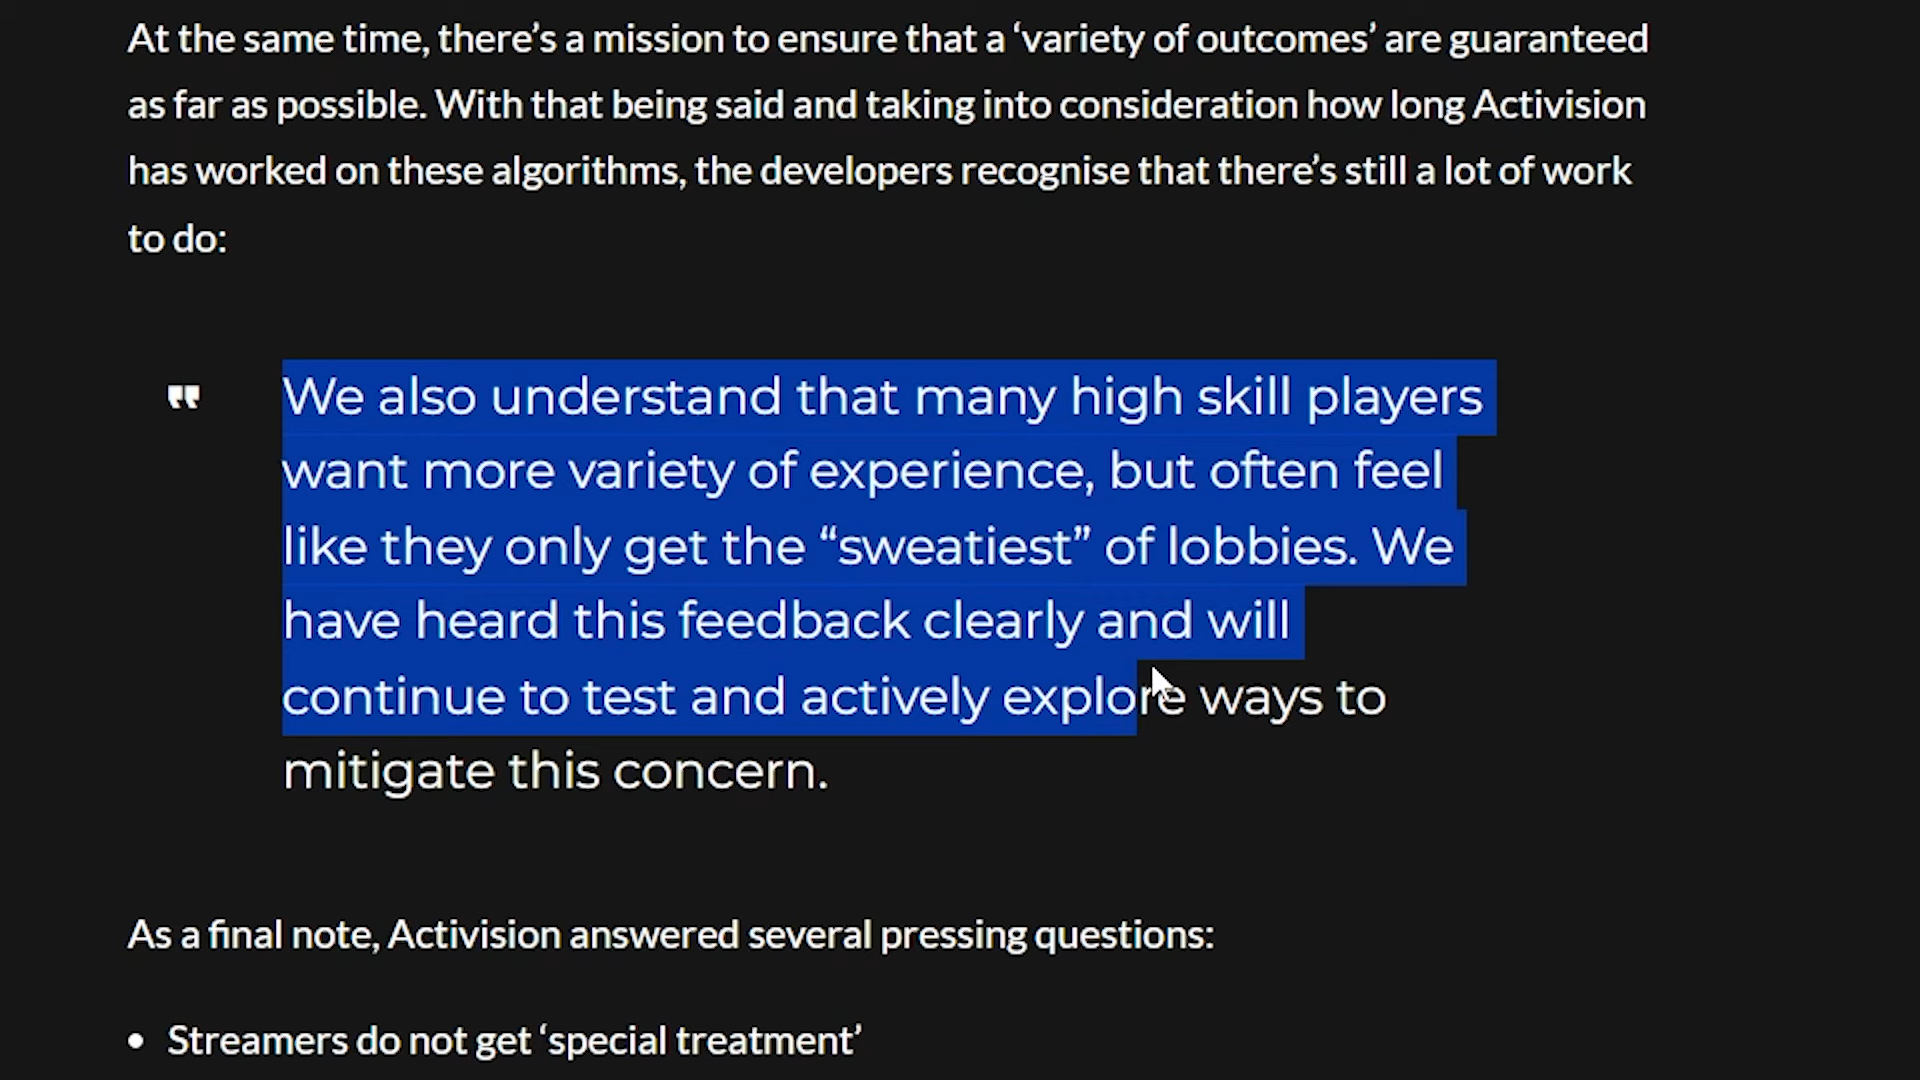 At the same time, there’s a mission to ensure that a ‘variety of outcomes’ are guaranteed
as far as possible. With that being said and taking into consideration how long Activision
has worked on these algorithms, the developers recognise that there’s still a lot of work
to do:
" We also understand that many high skill players
want more variety of experience, but often feel
like they only get the “sweatiest” of lobbies. We
have heard this feedback clearly and will
continue to test and actively explore ways to
mitigate this concern.
As a final note, Activision answered several pressing questions:
• Streamers do not get ‘special treatment’